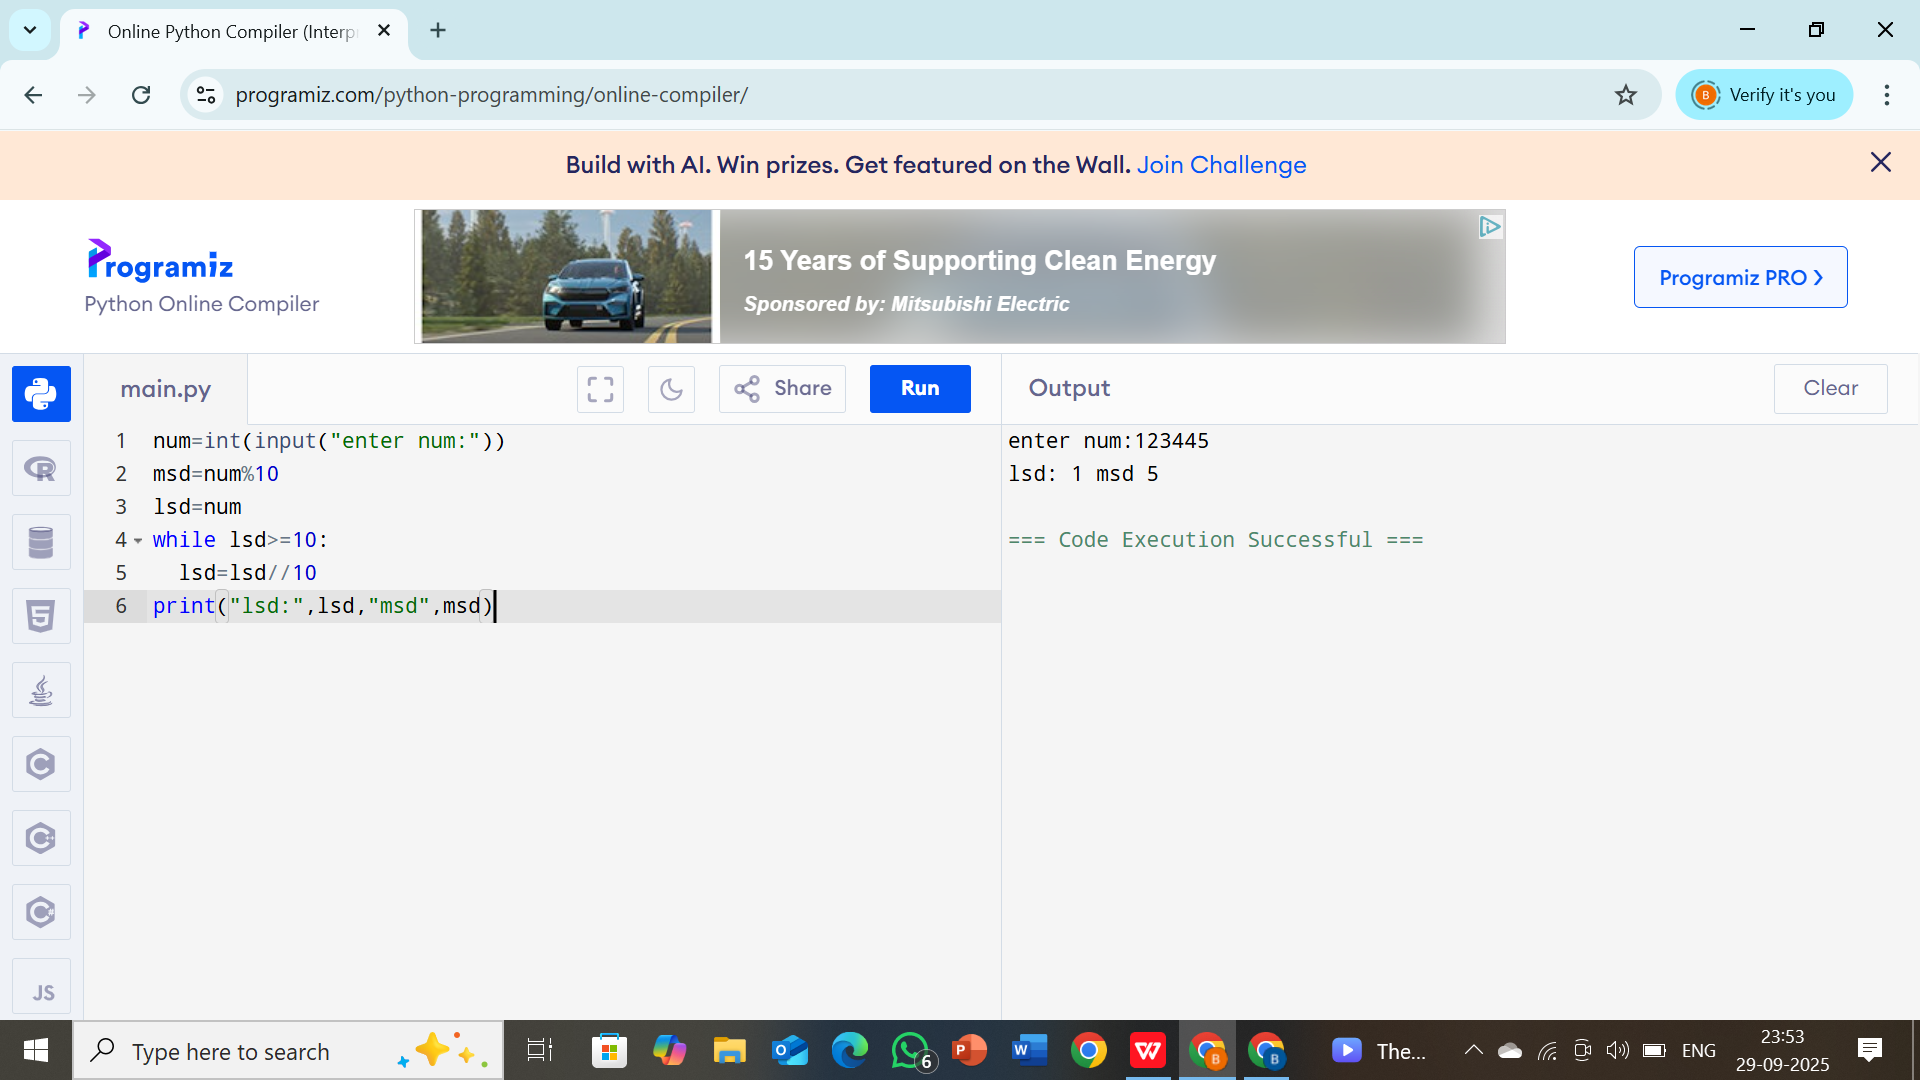 Online Python Compiler (Interp
programiz.com/python-programming/online-compiler/
B
Verify it's you
Build with AI. Win prizes. Get featured on the Wall. Join Challenge
Programiz
Python Online Compiler
15 Years of Supporting Clean Energy
Sponsored by: Mitsubishi Electric
Programiz PRO
main.py
Share
Run
Output
Clear
1 num=int(input("enter num:"))
2 msd=num%10
3 lsd=num
4 while lsd>=10:
5 lsd=lsd//10
6 print("lsd:",lsd,"msd",msd)
enter num:123445
lsd: 1 msd 5
=== Code Execution Successful ===
R
5
C
C++
C#
JS
Type here to search
O
6
P
W
W
B
B
The...
ENG
23:53
29-09-2025